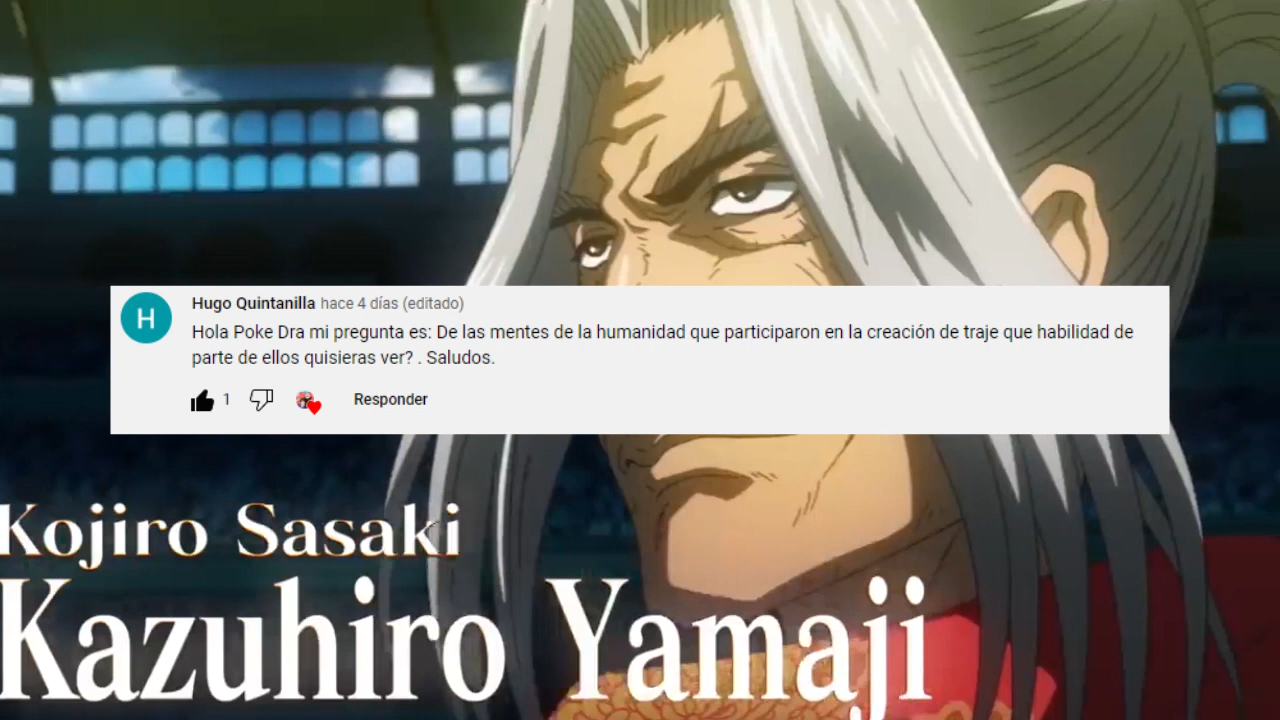 H
Hugo Quintanilla hace 4 días (editado)
Hola Poke Dra mi pregunta es: De las mentes de la humanidad que participaron en la creación de traje que habilidad de
parte de ellos quisieras ver? . Saludos.
1
Responder
Kojiro Sasaki
Kazuhiro Yamaji